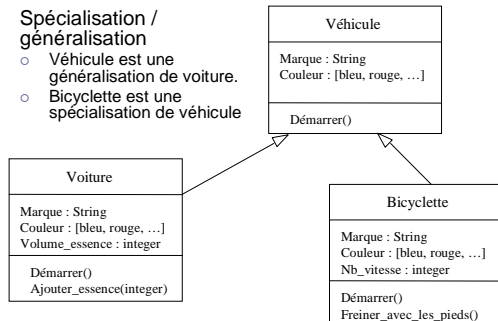 Spécialisation /
généralisation
○ Véhicule est une
généralisation de voiture.
○ Bicyclette est une
spécialisation de véhicule
Véhicule
Marque : String
Couleur : [bleu, rouge, …]
Démarrer()
Voiture
Marque : String
Couleur : [bleu, rouge, …]
Volume_essence : integer
Démarrer()
Ajouter_essence(integer)
Bicyclette
Marque : String
Couleur : [bleu, rouge, …]
Nb_vitesse : integer
Démarrer()
Freiner_avec_les_pieds()